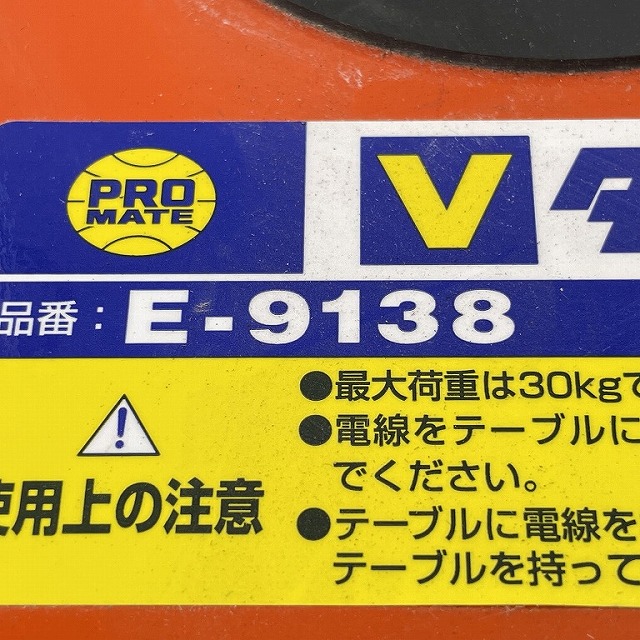 PRO
MATE
V
品番：E-9138
●最大荷重は30kgで
●電線をテーブルに
でください。
使用上の注意
●テーブルに電線を
テーブルを持って